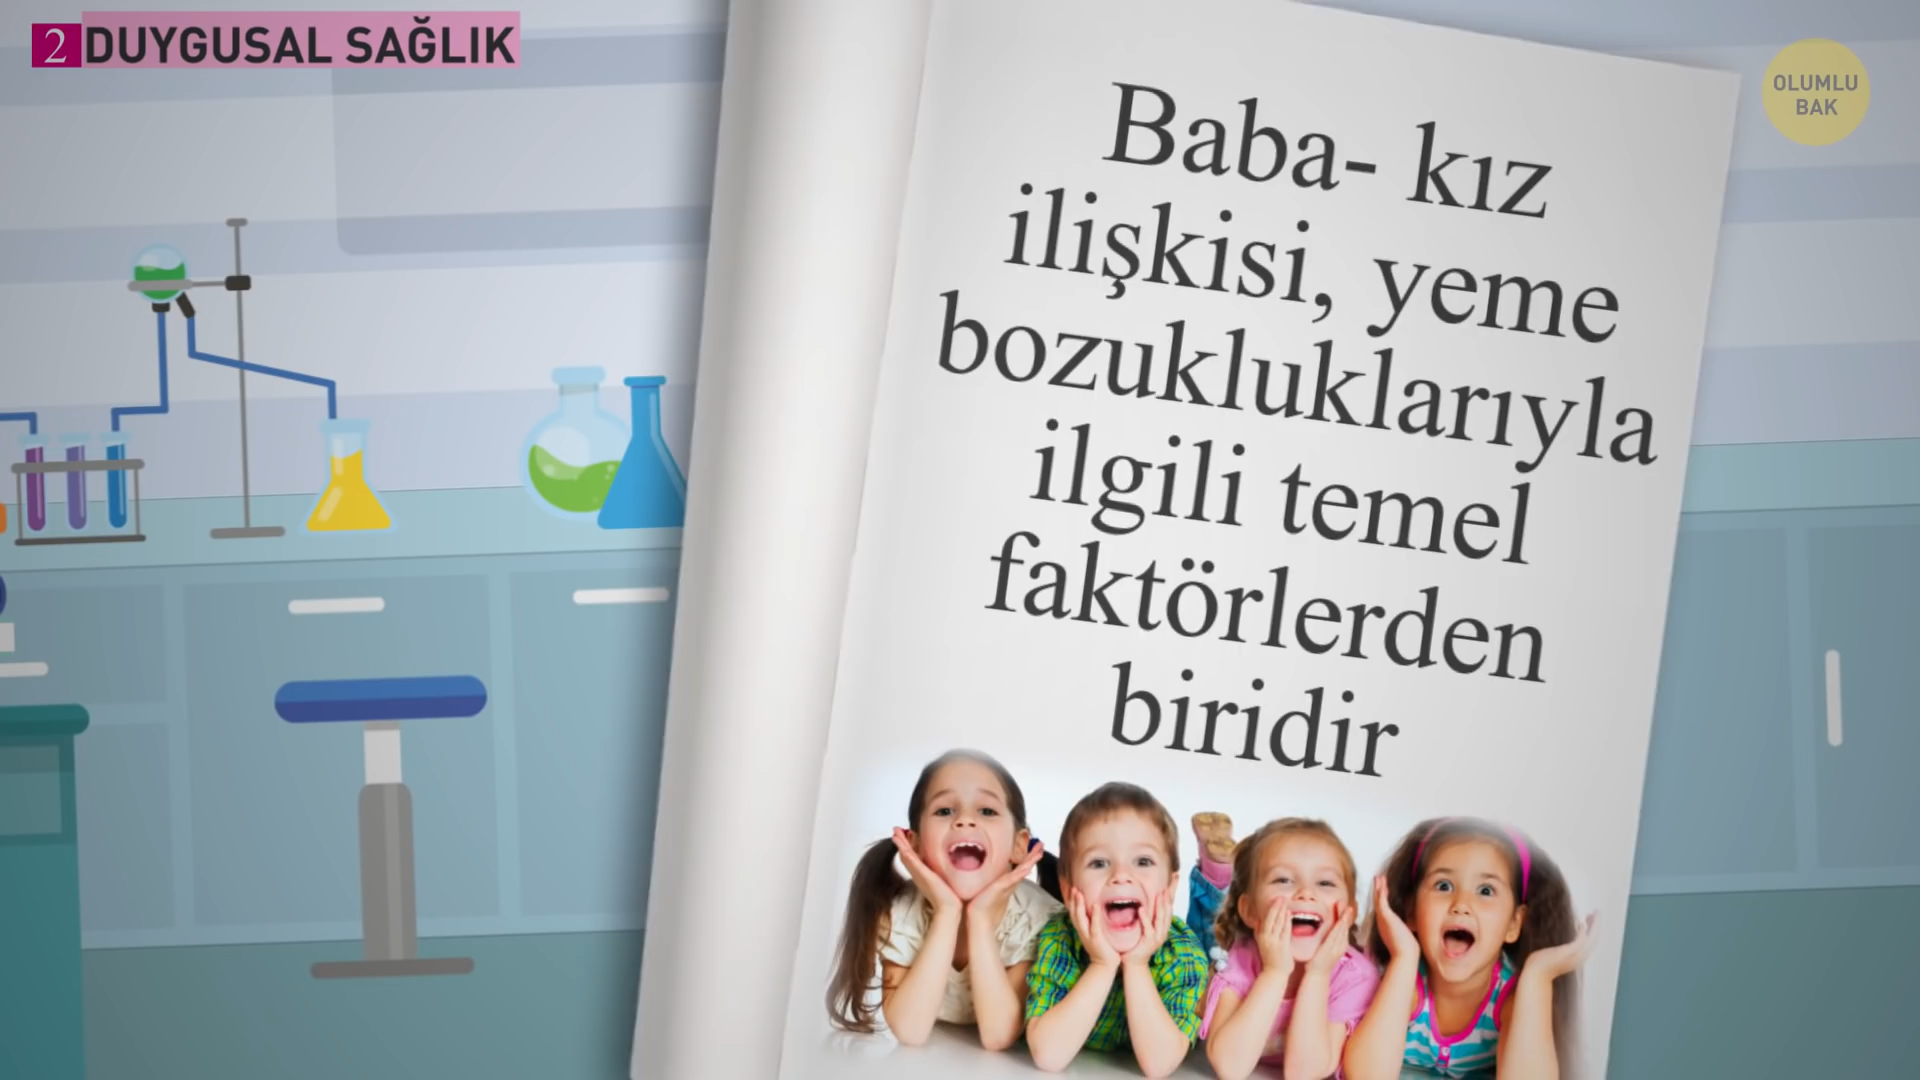 2 DUYGUSAL SAĞLIK
OLUMLU
BAK
Baba- kız
ilişkisi, yeme
bozukluklarıyla
ilgili temel
faktörlerden
biridir